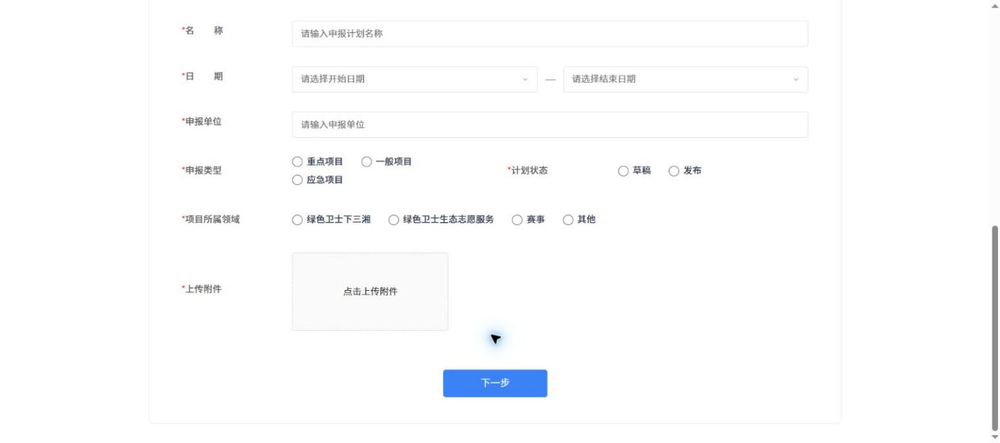 *名 称
请输入申报计划名称
*日 期
请选择开始日期 — 请选择结束日期
*申报单位
请输入申报单位
*申报类型
重点项目 一般项目
应急项目
*计划状态
草稿 发布
*项目所属领域
绿色卫士下三湘 绿色卫士生态志愿服务 赛事 其他
*上传附件
点击上传附件
下一步